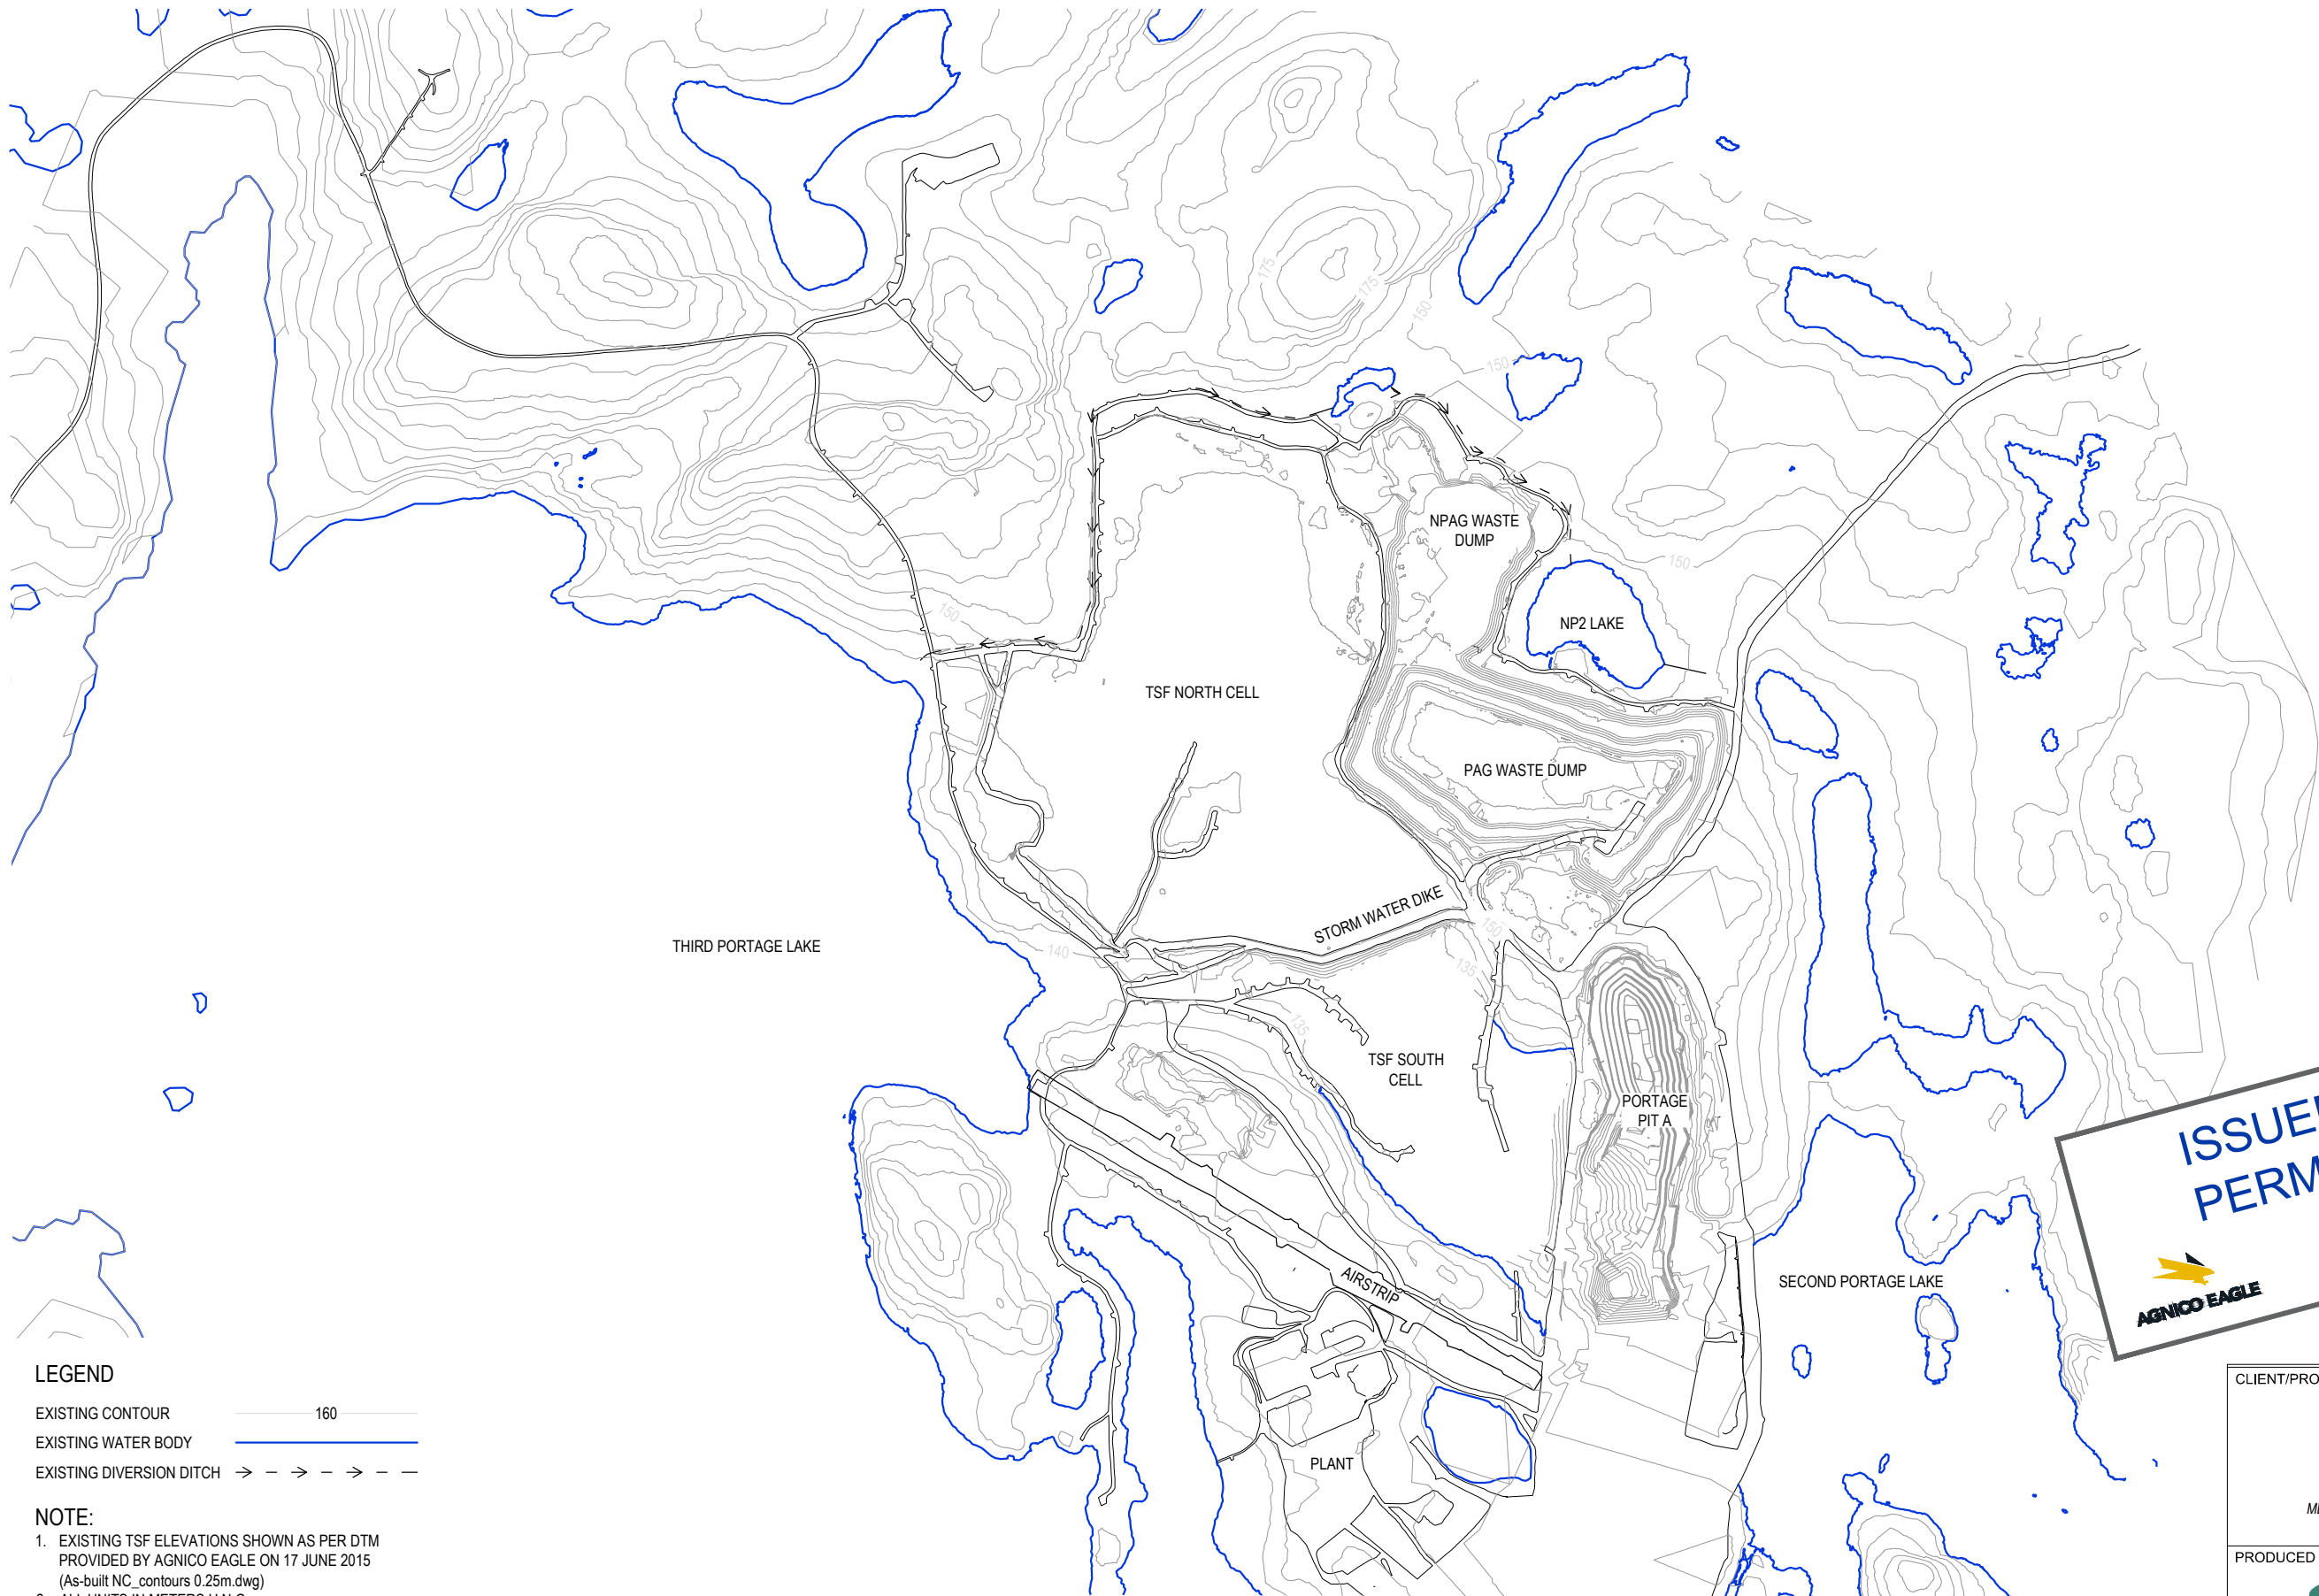 175
175
150
150
NPAG WASTE
DUMP
150
NP2 LAKE
150
TSF NORTH CELL
PAG WASTE DUMP
STORM WATER DIKE
150
THIRD PORTAGE LAKE
140
135
135
TSF SOUTH
CELL
PORTAGE
PIT A
AIRSTRIP
SECOND PORTAGE LAKE
PLANT
AGNICO EAGLE
LEGEND
EXISTING CONTOUR 160
EXISTING WATER BODY
EXISTING DIVERSION DITCH
NOTE:
1. EXISTING TSF ELEVATIONS SHOWN AS PER DTM
PROVIDED BY AGNICO EAGLE ON 17 JUNE 2015
(As-built NC_contours 0.25m.dwg)
PRODUCED